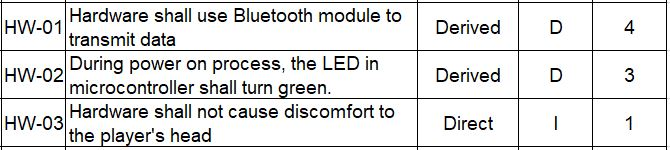 HW-01 Hardware shall use Bluetooth module to transmit data Derived D 4
HW-02 During power on process, the LED in microcontroller shall turn green. Derived D 3
HW-03 Hardware shall not cause discomfort to the player's head Direct I 1